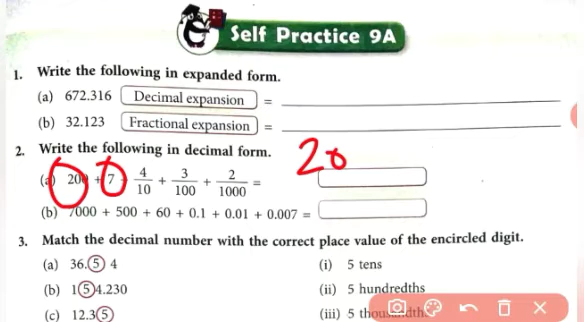 Self Practice 9A
1. Write the following in expanded form.
(a) 672.316 Decimal expansion =
(b) 32.123 Fractional expansion =
2. Write the following in decimal form.
20
(a) 200 + 7 + 4/10 + 3/100 + 2/1000 =
(b) 7000 + 500 + 60 + 0.1 + 0.01 + 0.007 =
3. Match the decimal number with the correct place value of the encircled digit.
(a) 36.⑤ 4 (i) 5 tens
(b) 1⑤4.230 (ii) 5 hundredths
(c) 12.3⑤ (iii) 5 thousandths